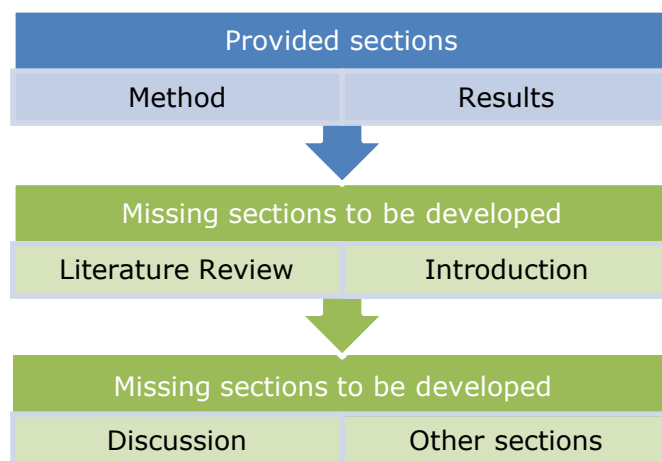 Provided sections
Method Results
Missing sections to be developed
Literature Review Introduction
Missing sections to be developed
Discussion Other sections